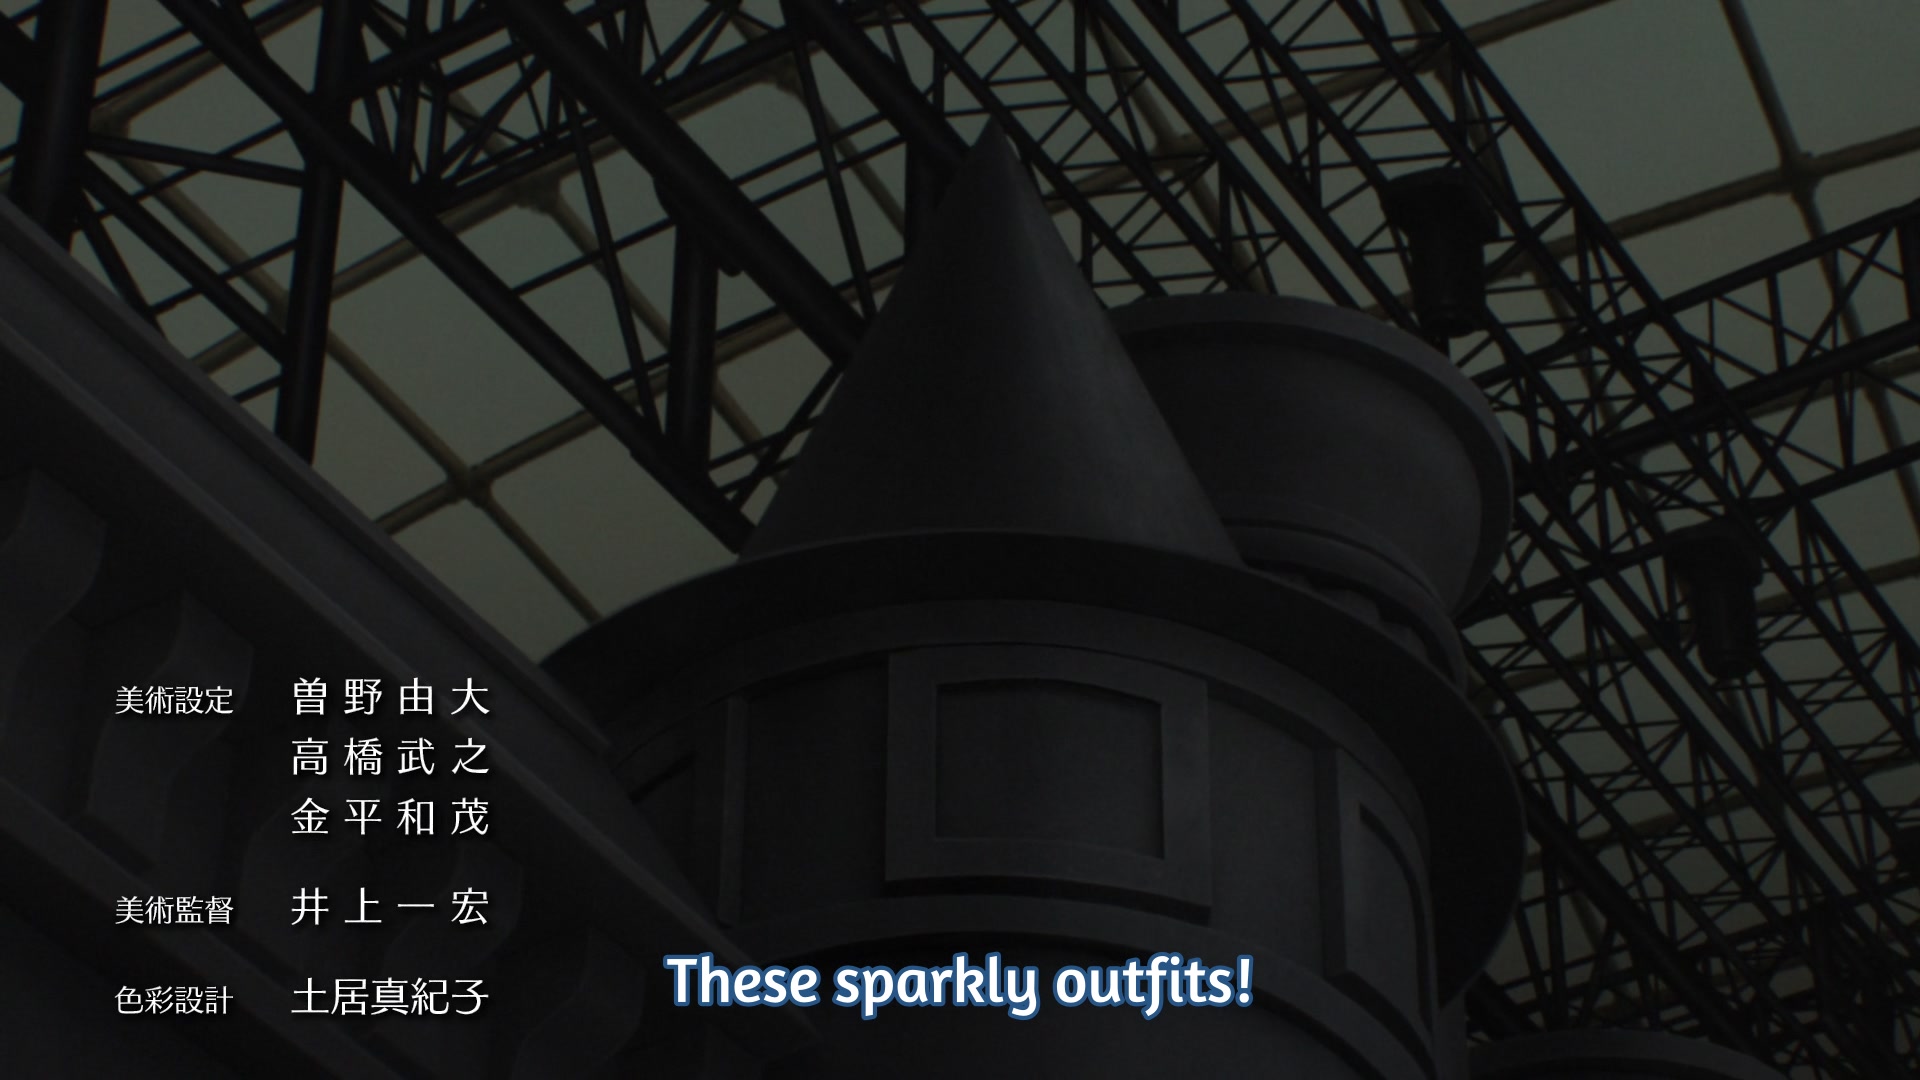 美術設定 曽野由大
高橋武之
金平和茂
美術監督 井上一宏
色彩設計 土居真紀子
These sparkly outfits!